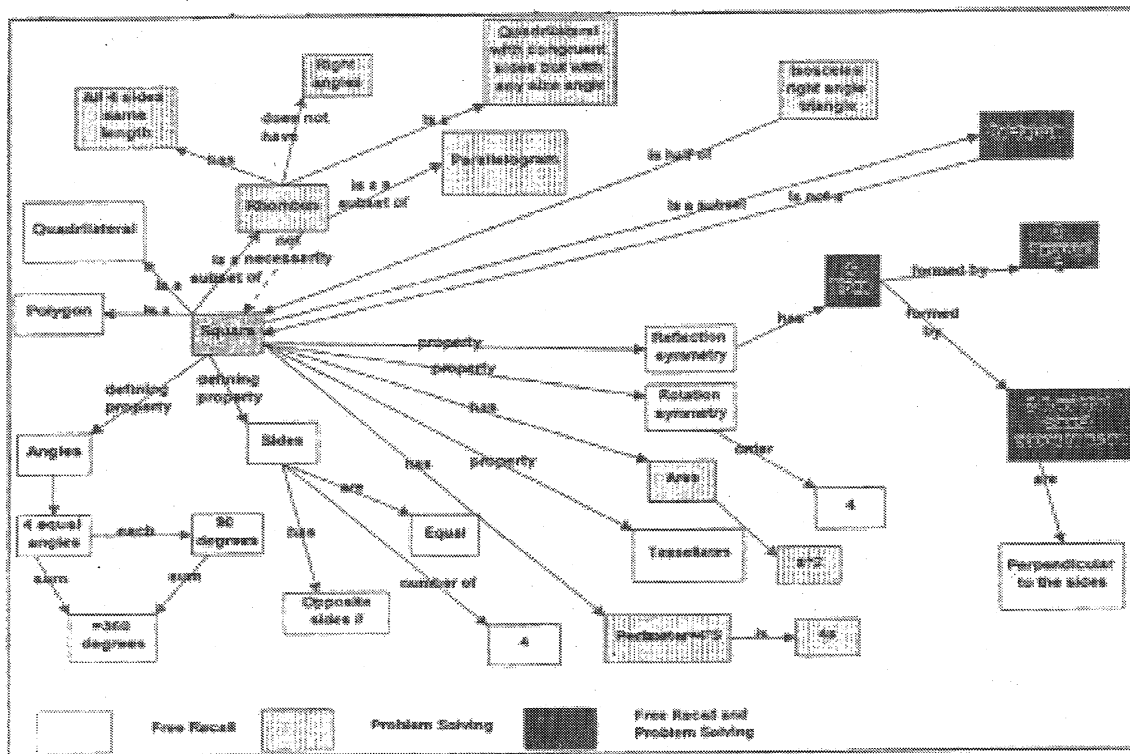 Quadrilateral
with congruent
sides but with
any size angle
Right
angles
Isosceles
right angle
triangle
All 4 sides
same
length
does not
have
is a
has
Parallelogram
is half of
is a
subset of
Rhombus
is a subset
is not a
Quadrilateral
not
necessarily
is a
subset of
is a
formed by
Polygon
is a
Square
formed
by
has
property
Reflection
symmetry
property
Rotation
symmetry
defining
property
defining
property
has
Angles
Sides
has
property
order
Area
are
are
4
4 equal
angles
each
90
degrees
has
Equal
Tessellates
Perpendicular
to the sides
sum
sum
number of
Opposite
sides
=360
degrees
4
is
4s
Free Recall
Problem Solving
Free Recall and
Problem Solving